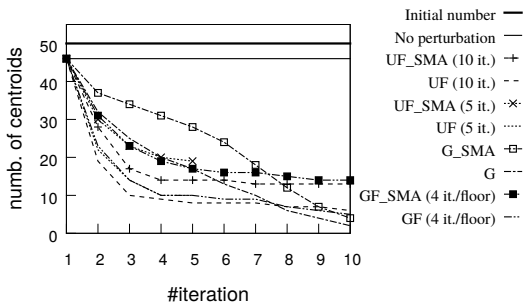 50
40
30
20
10
0
numb. of centroids
1 2 3 4 5 6 7 8 9 10
#iteration
Initial number
No perturbation
UF_SMA (10 it.)
UF (10 it.)
UF_SMA (5 it.)
UF (5 it.)
G_SMA
G
GF_SMA (4 it./floor)
GF (4 it./floor)